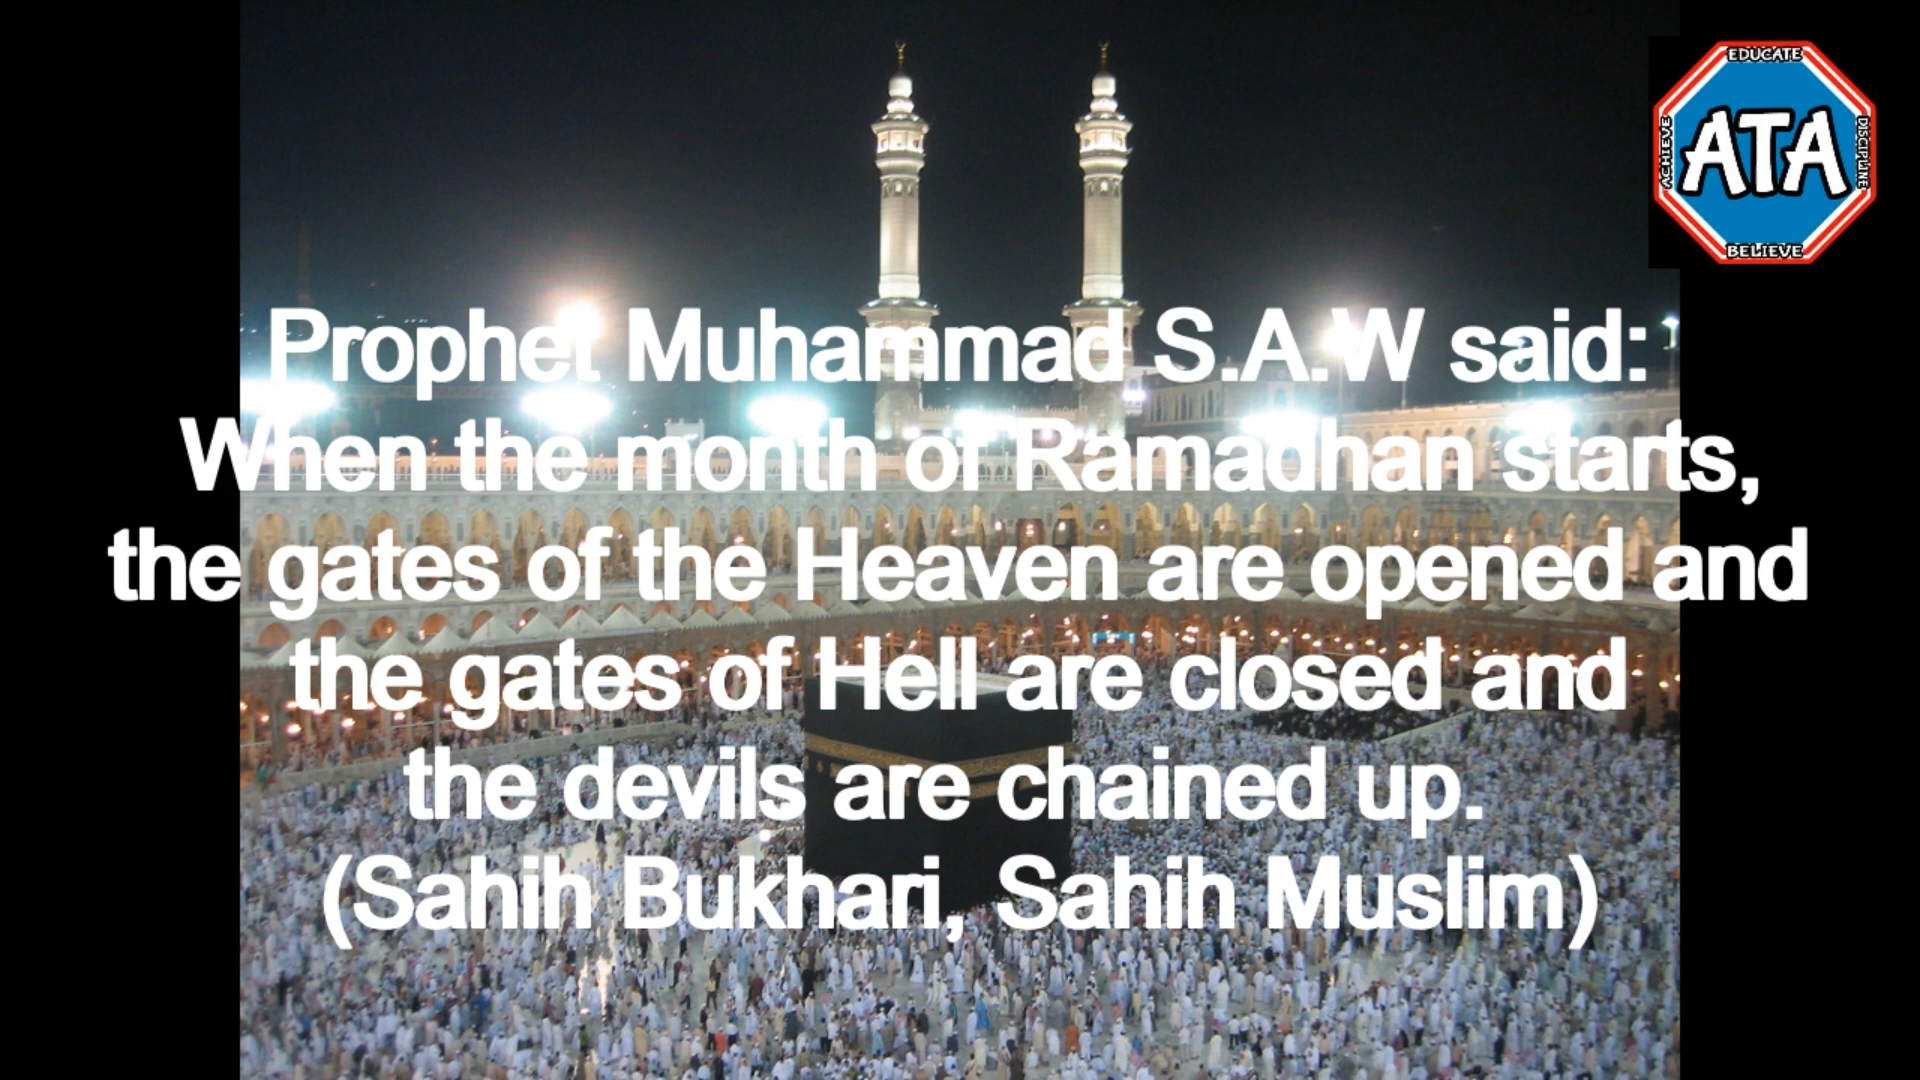 EDUCATE
ACHIEVE
ATA
DISCIPLINE
BELIEVE
Prophet Muhammad S.A.W said:
When the month of Ramadhan starts,
the gates of the Heaven are opened and
the gates of Hell are closed and
the devils are chained up.
(Sahih Bukhari, Sahih Muslim)